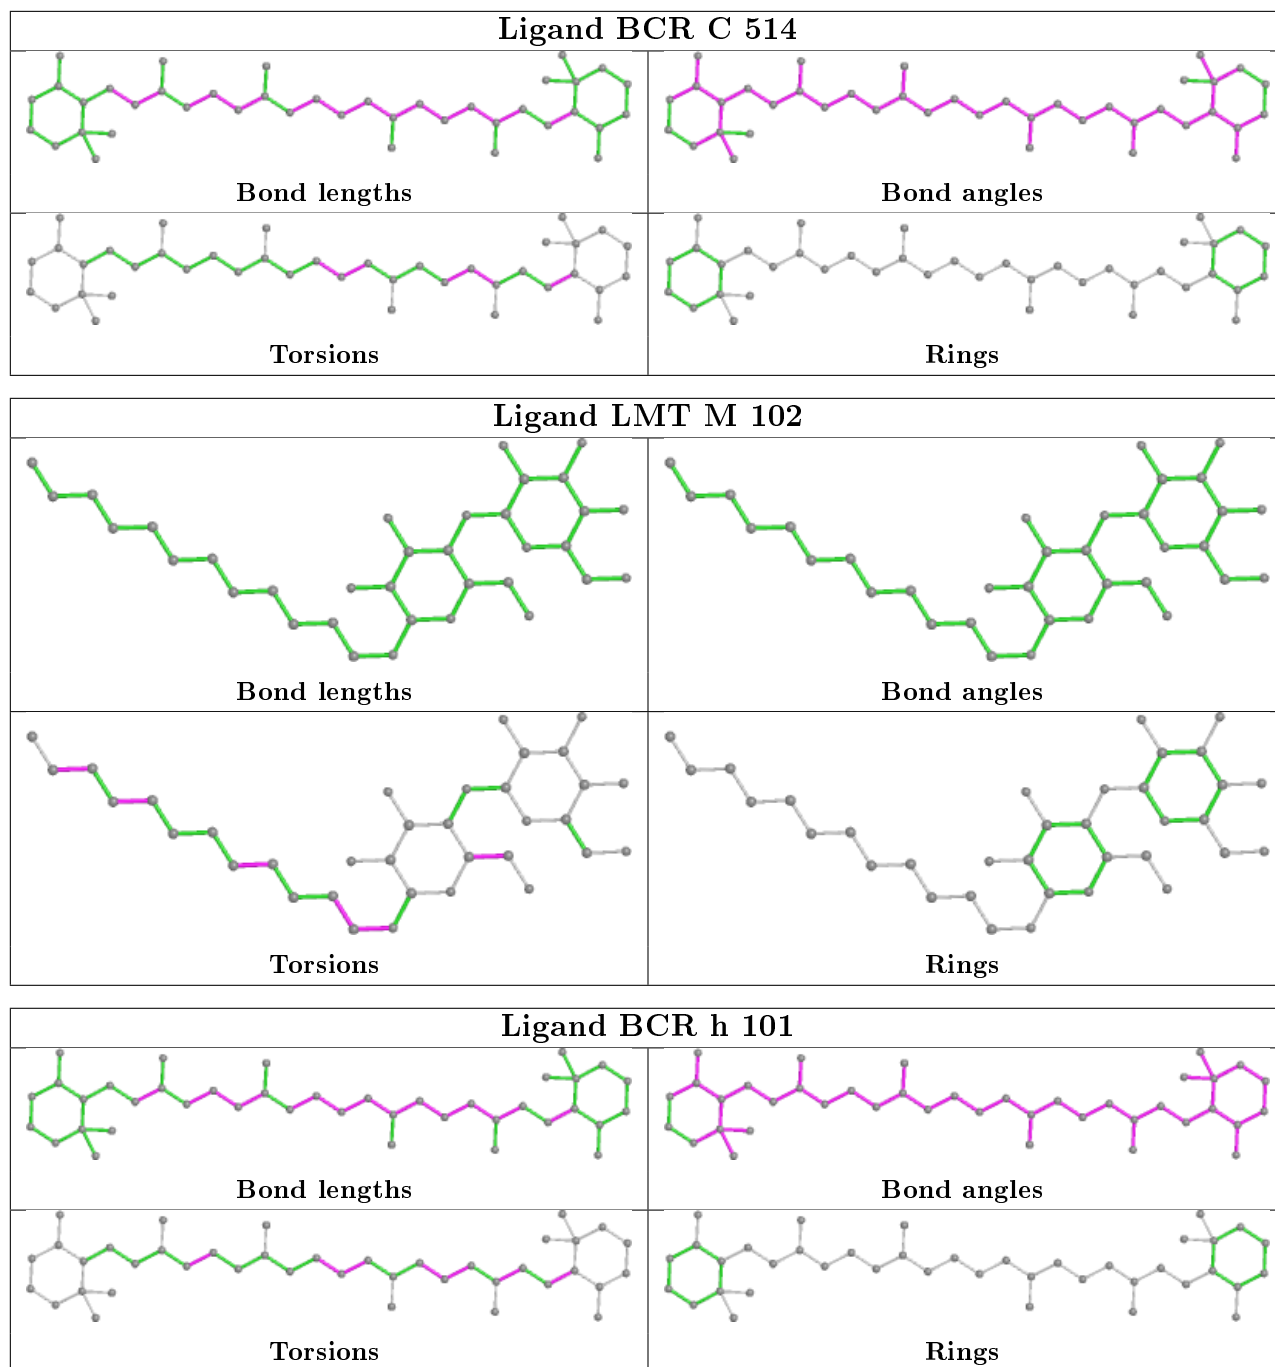 Ligand BCR C 514
Bond lengths
Bond angles
Torsions
Rings
Ligand LMT M 102
Bond lengths
Bond angles
Torsions
Rings
Ligand BCR h 101
Bond lengths
Bond angles
Torsions
Rings